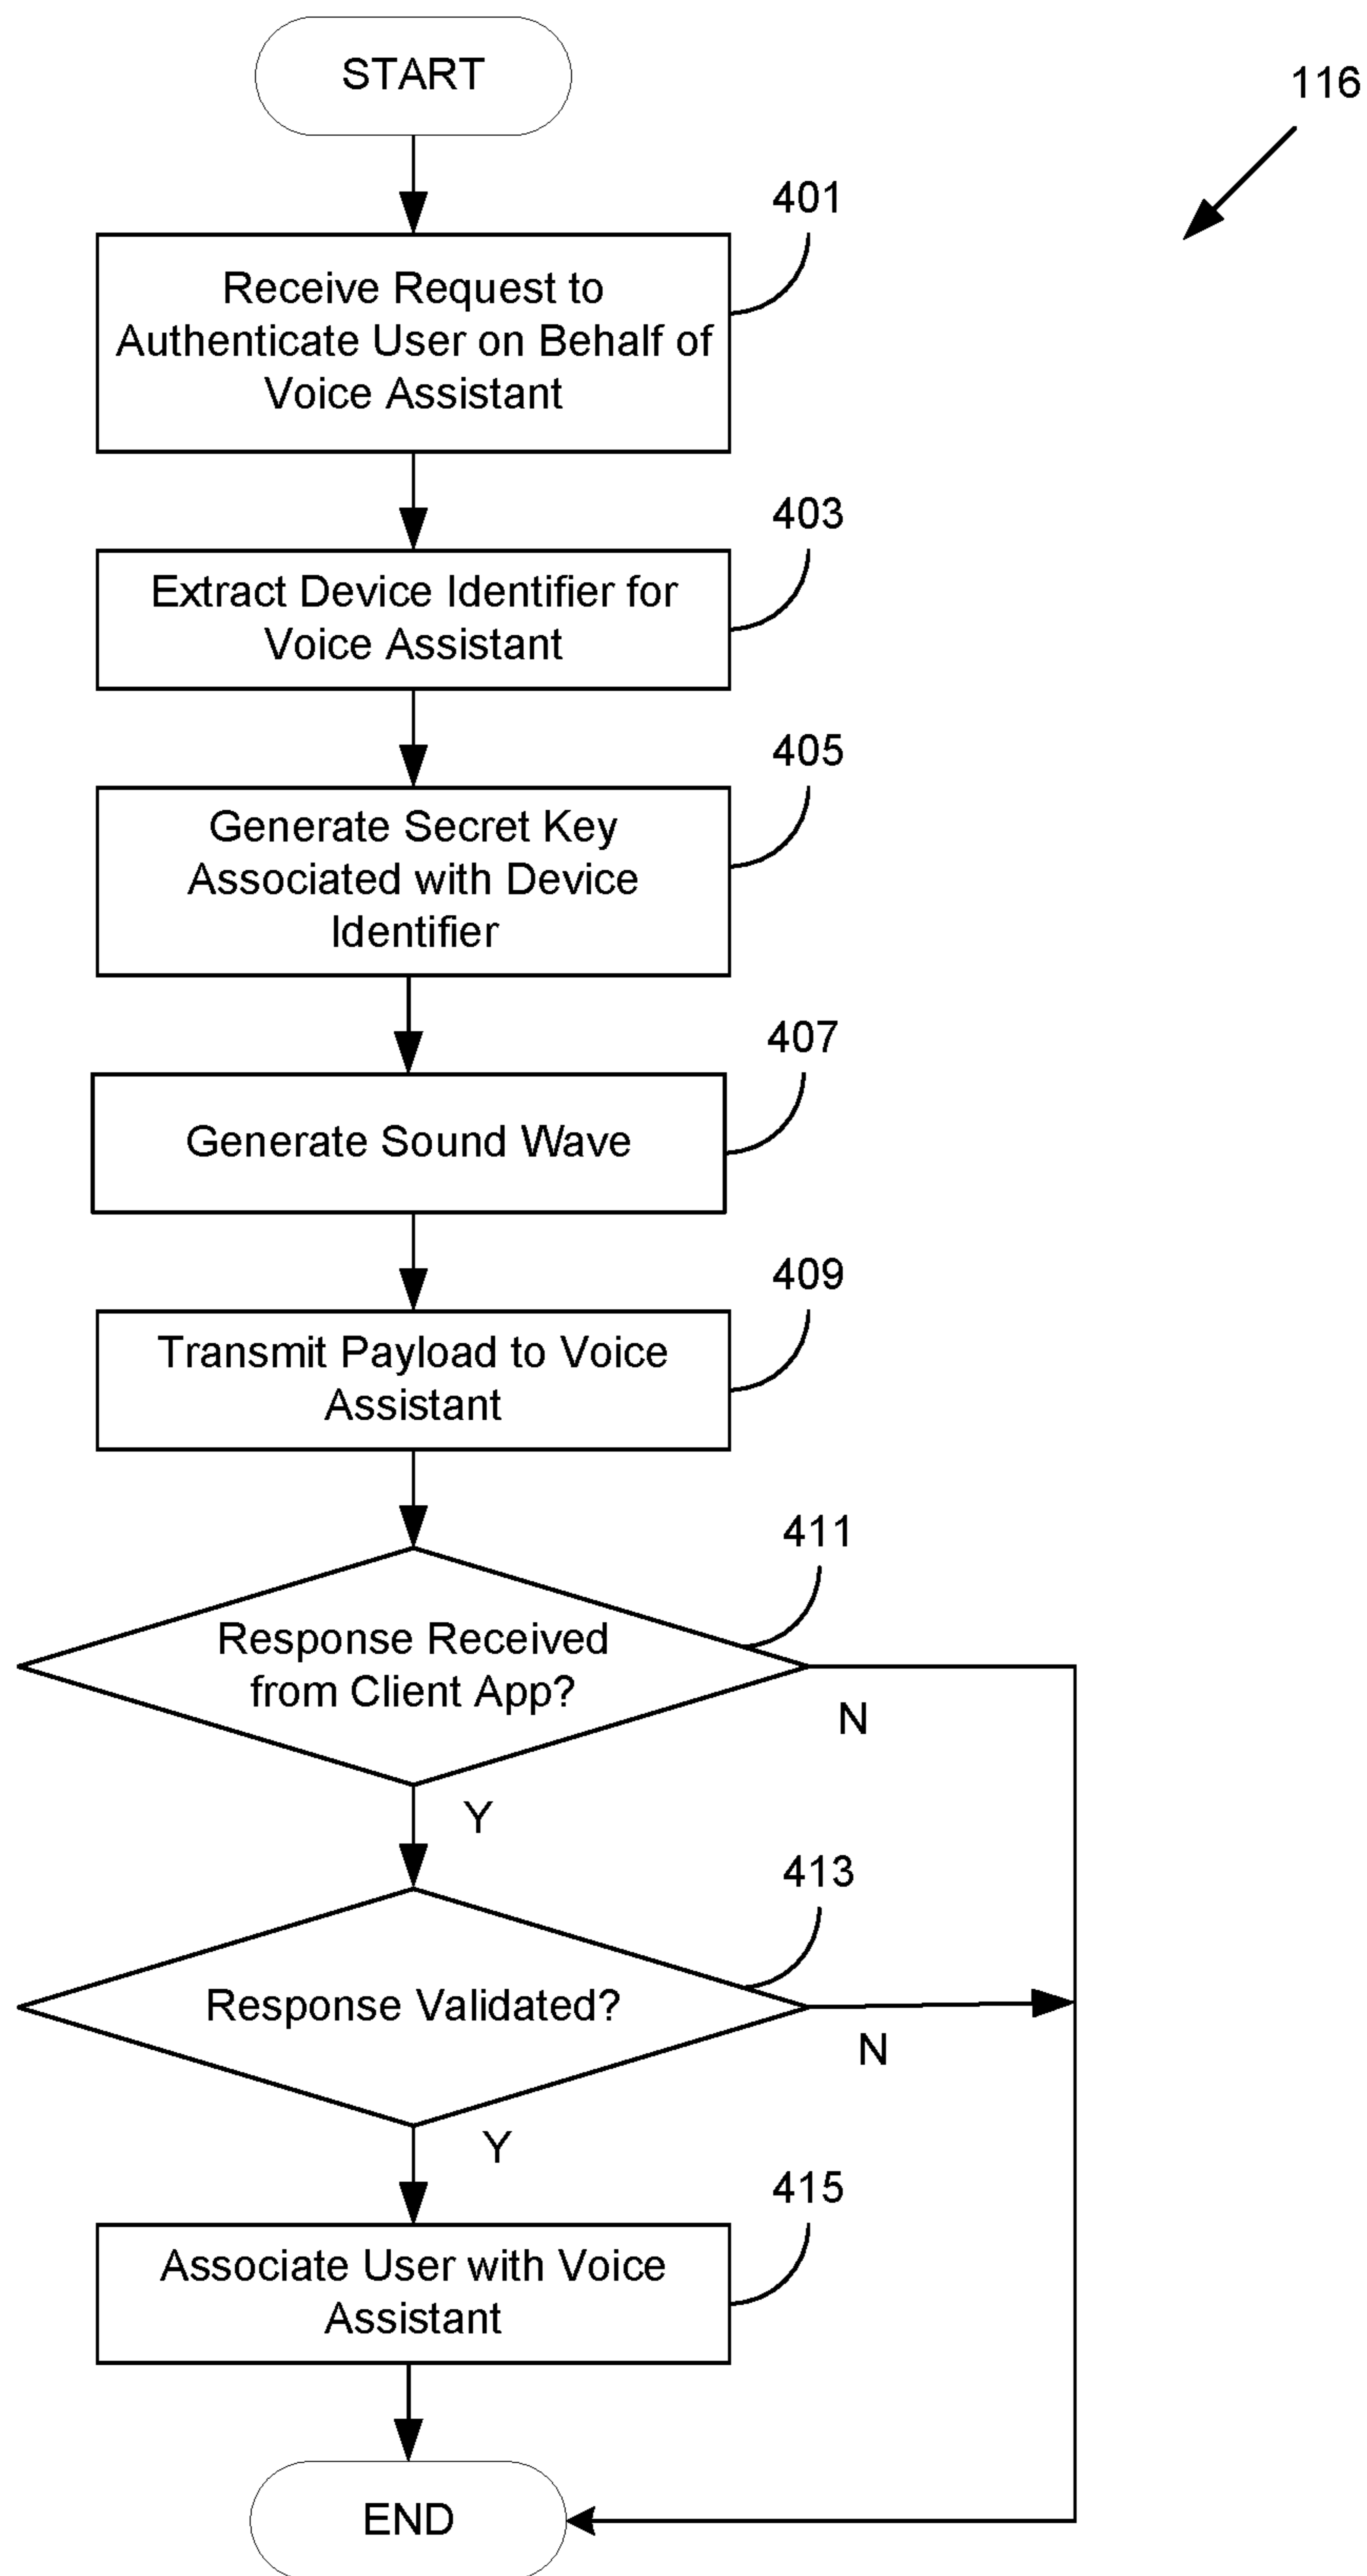 START
116
401
Receive Request to
Authenticate User on Behalf of
Voice Assistant
403
Extract Device Identifier for
Voice Assistant
405
Generate Secret Key
Associated with Device
Identifier
407
Generate Sound Wave
409
Transmit Payload to Voice
Assistant
411
Response Received
from Client App?
N
Y
413
Response Validated?
N
Y
415
Associate User with Voice
Assistant
END